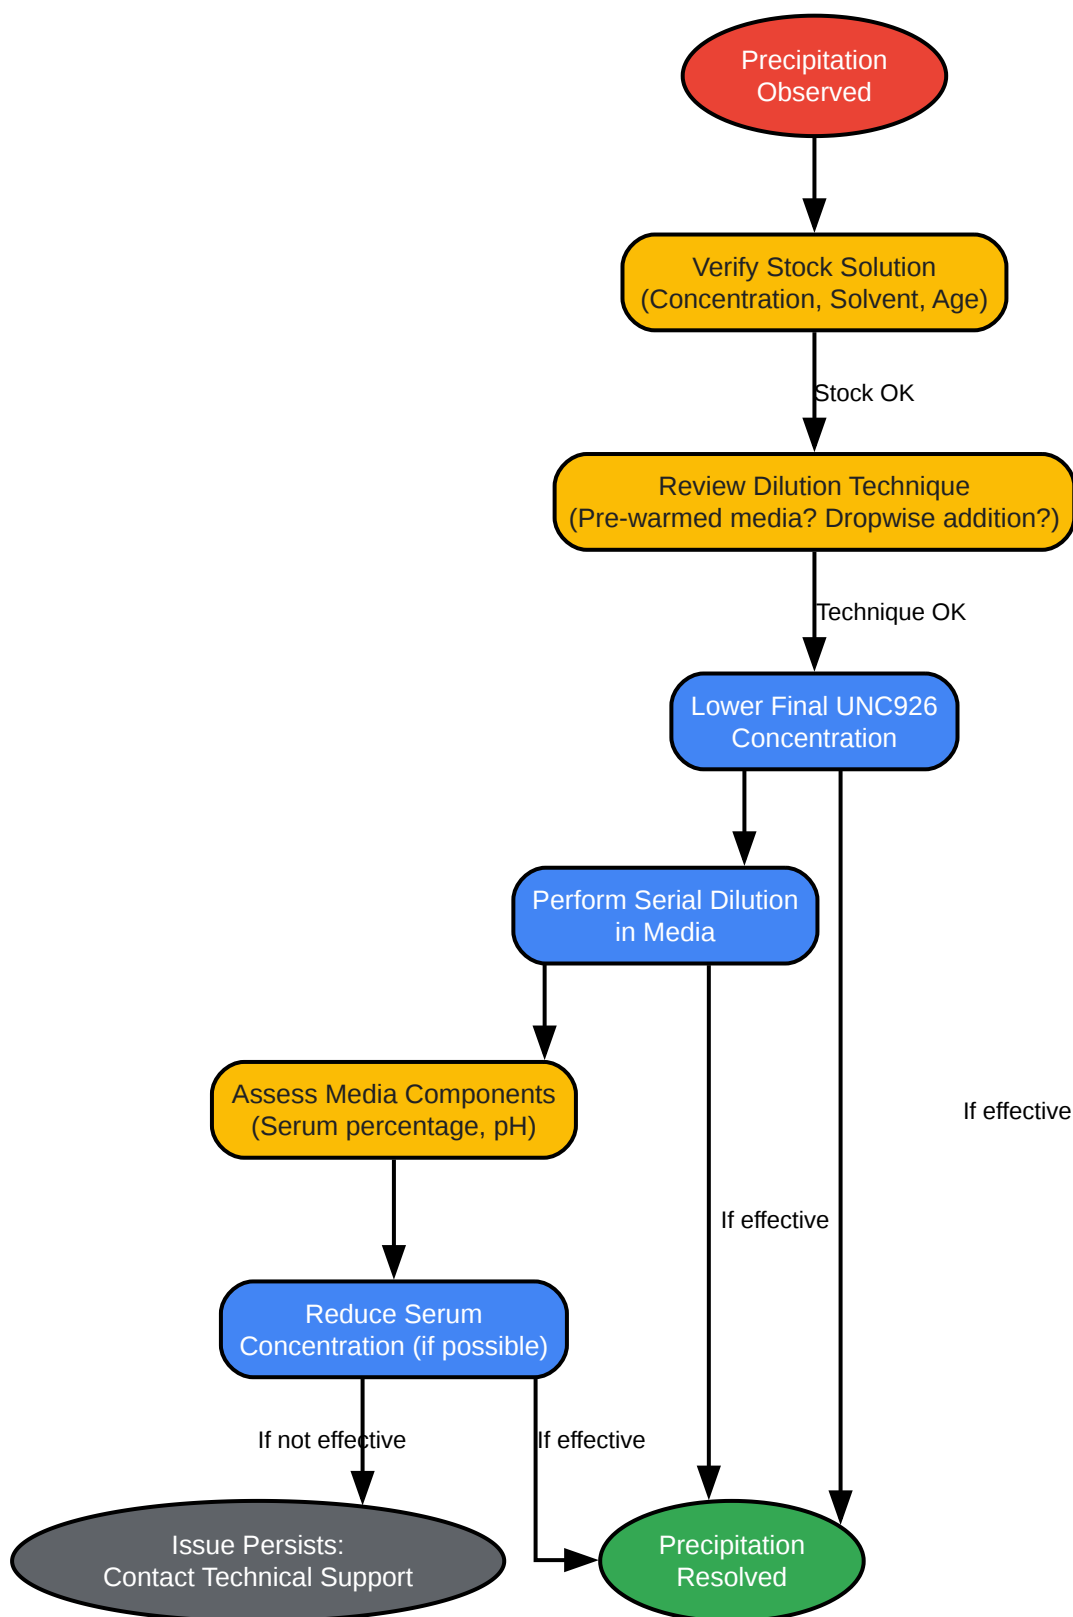 Precipitation
Observed
Verify Stock Solution
(Concentration, Solvent, Age)
Stock OK
Review Dilution Technique
(Pre-warmed media? Dropwise addition?)
Technique OK
Lower Final UNC926
Concentration
Perform Serial Dilution
in Media
Assess Media Components
(Serum percentage, pH)
If effective
If effective
Reduce Serum
Concentration (if possible)
If not effective
If effective
Issue Persists:
Contact Technical Support
Precipitation
Resolved